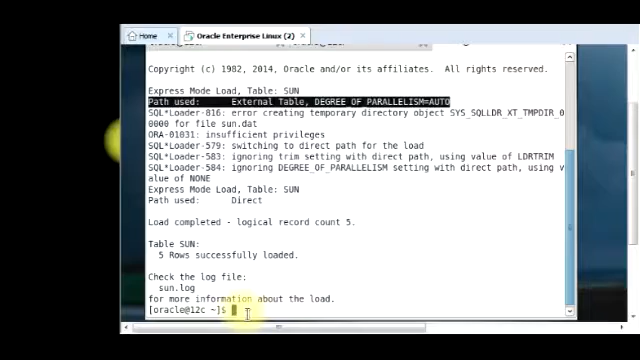 Home
Oracle Enterprise Linux (2)
Copyright (c) 1982, 2014, Oracle and/or its affiliates.  All rights reserved.
Express Mode Load, Table: SUN
Path used:      External Table, DEGREE_OF_PARALLELISM=AUTO
SQL*Loader-816: error creating temporary directory object SYS_SQLLDR_XT_TMPDIR_0
0000 for file sun.dat
ORA-01031: insufficient privileges
SQL*Loader-579: switching to direct path for the load
SQL*Loader-583: ignoring trim setting with direct path, using value of LDRTRIM
SQL*Loader-584: ignoring DEGREE_OF_PARALLELISM setting with direct path, using v
alue of NONE
Express Mode Load, Table: SUN
Path used:      Direct
Load completed - logical record count 5.
Table SUN:
5 Rows successfully loaded.
Check the log file:
sun.log
for more information about the load.
[oracle@12c ~]$